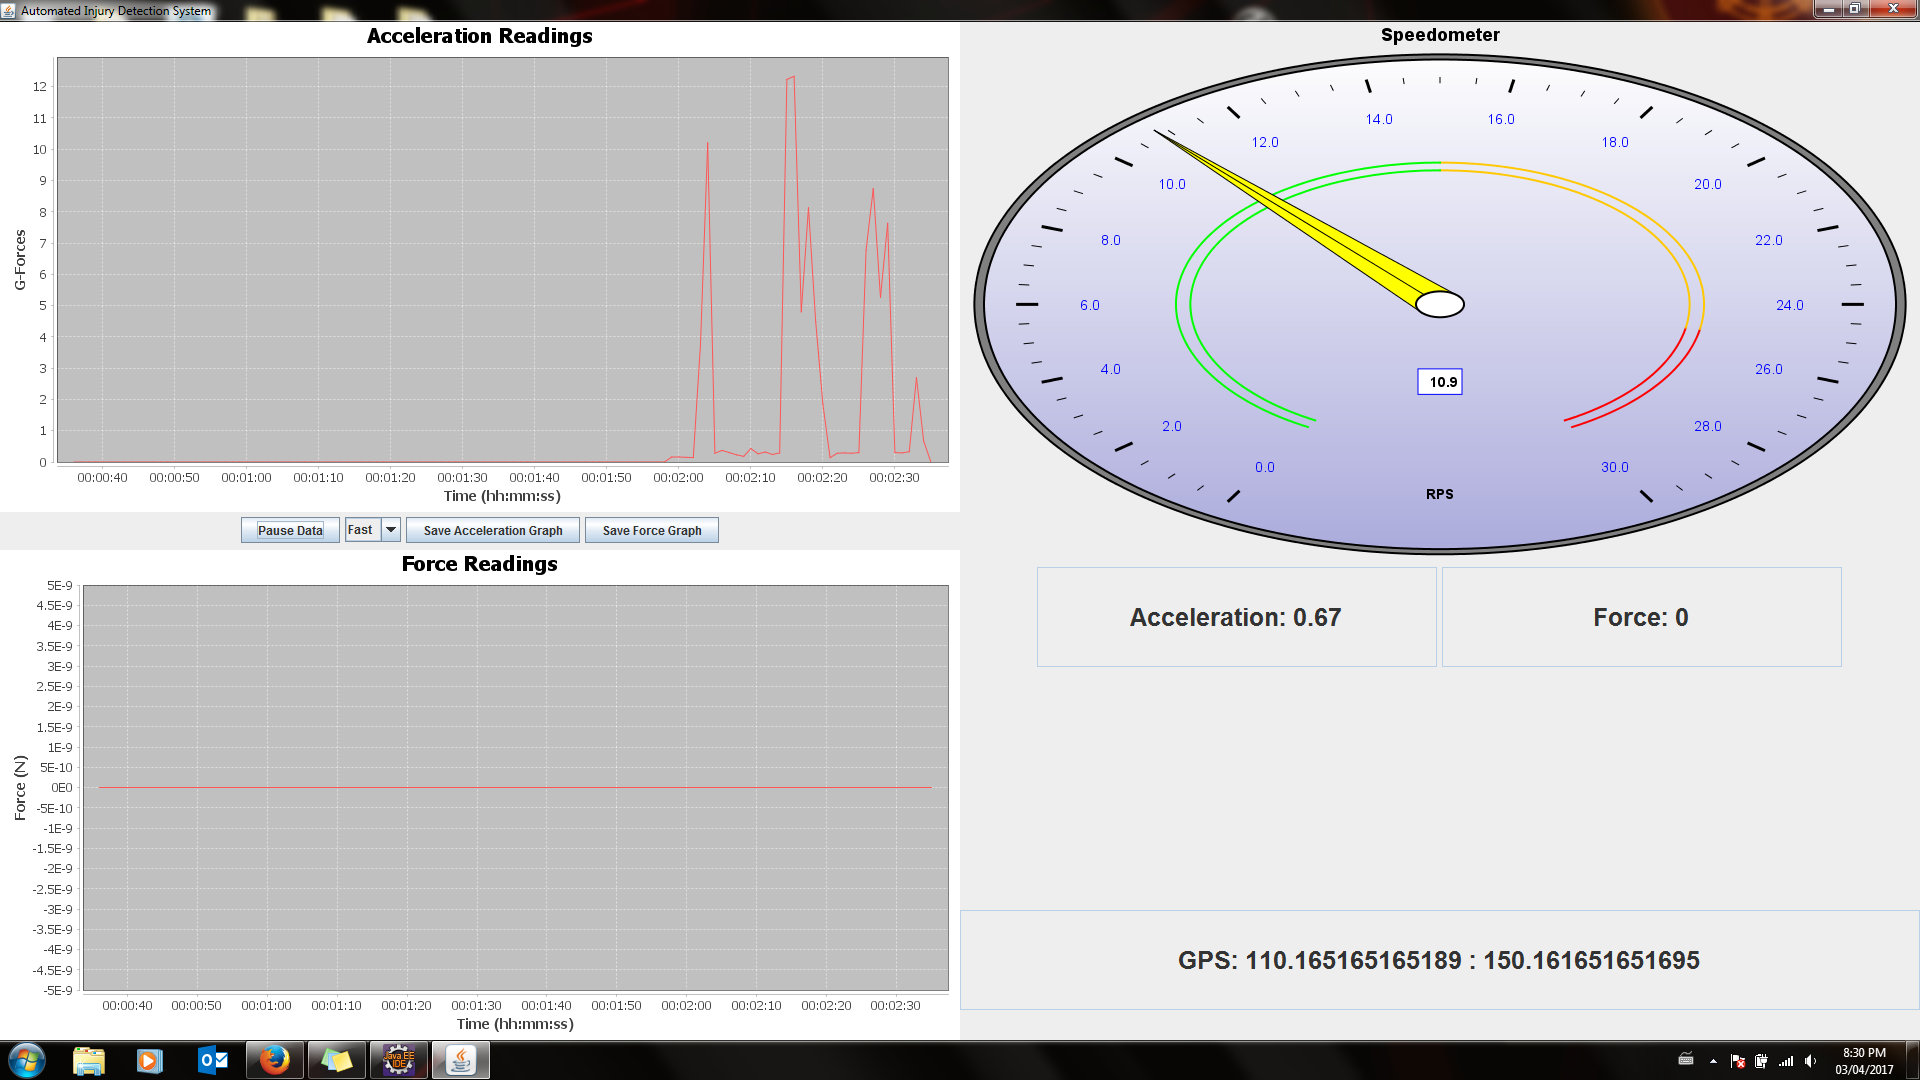 Automated Injury Detection System
Acceleration Readings
G-Forces
12
11
10
9
8
7
6
5
4
3
2
1
0
00:00:40 00:00:50 00:01:00 00:01:10 00:01:20 00:01:30 00:01:40 00:01:50 00:02:00 00:02:10 00:02:20 00:02:30
Time (hh:mm:ss)
Pause Data Fast Save Acceleration Graph Save Force Graph
Force Readings
Force (N)
5E-9
4.5E-9
4E-9
3.5E-9
3E-9
2.5E-9
2E-9
1.5E-9
1E-9
5E-10
0E0
-5E-10
-1E-9
-1.5E-9
-2E-9
-2.5E-9
-3E-9
-3.5E-9
-4E-9
-4.5E-9
-5E-9
00:00:40 00:00:50 00:01:00 00:01:10 00:01:20 00:01:30 00:01:40 00:01:50 00:02:00 00:02:10 00:02:20 00:02:30
Time (hh:mm:ss)
Speedometer
14.0 16.0
12.0 18.0
10.0 20.0
8.0 22.0
6.0 24.0
4.0 26.0
10.9
2.0 28.0
0.0 30.0
RPS
Acceleration: 0.67 Force: 0
GPS: 110.165165165189 : 150.161651651695
Java EE
IDE
8:30 PM
03/04/2017